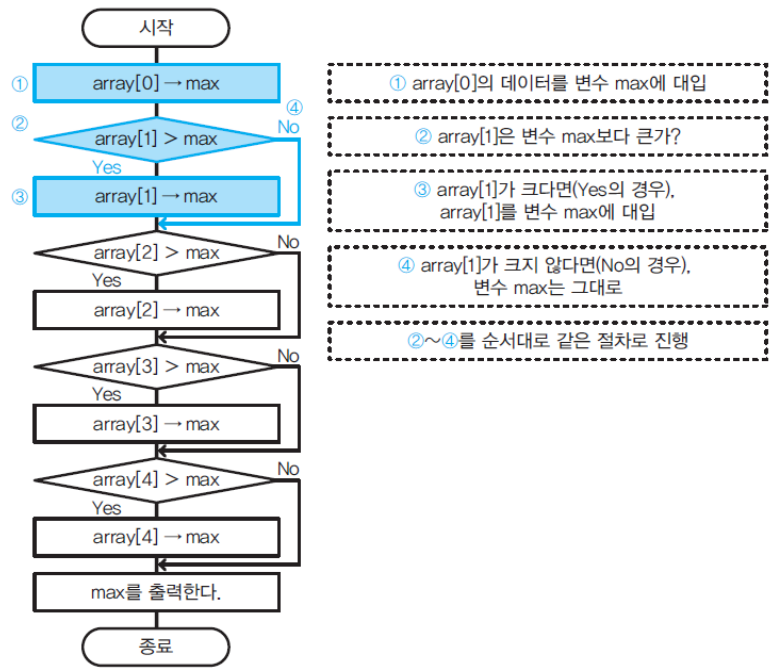 시작
① array[0] → max
② array[1] > max
④
No
Yes
③ array[1] → max
array[2] > max
No
Yes
array[2] → max
array[3] > max
No
Yes
array[3] → max
array[4] > max
No
Yes
array[4] → max
max를 출력한다.
종료
① array[0]의 데이터를 변수 max에 대입
② array[1]은 변수 max보다 큰가?
③ array[1]가 크다면(Yes의 경우),
array[1]를 변수 max에 대입
④ array[1]가 크지 않다면(No의 경우),
변수 max는 그대로
②~④를 순서대로 같은 절차로 진행